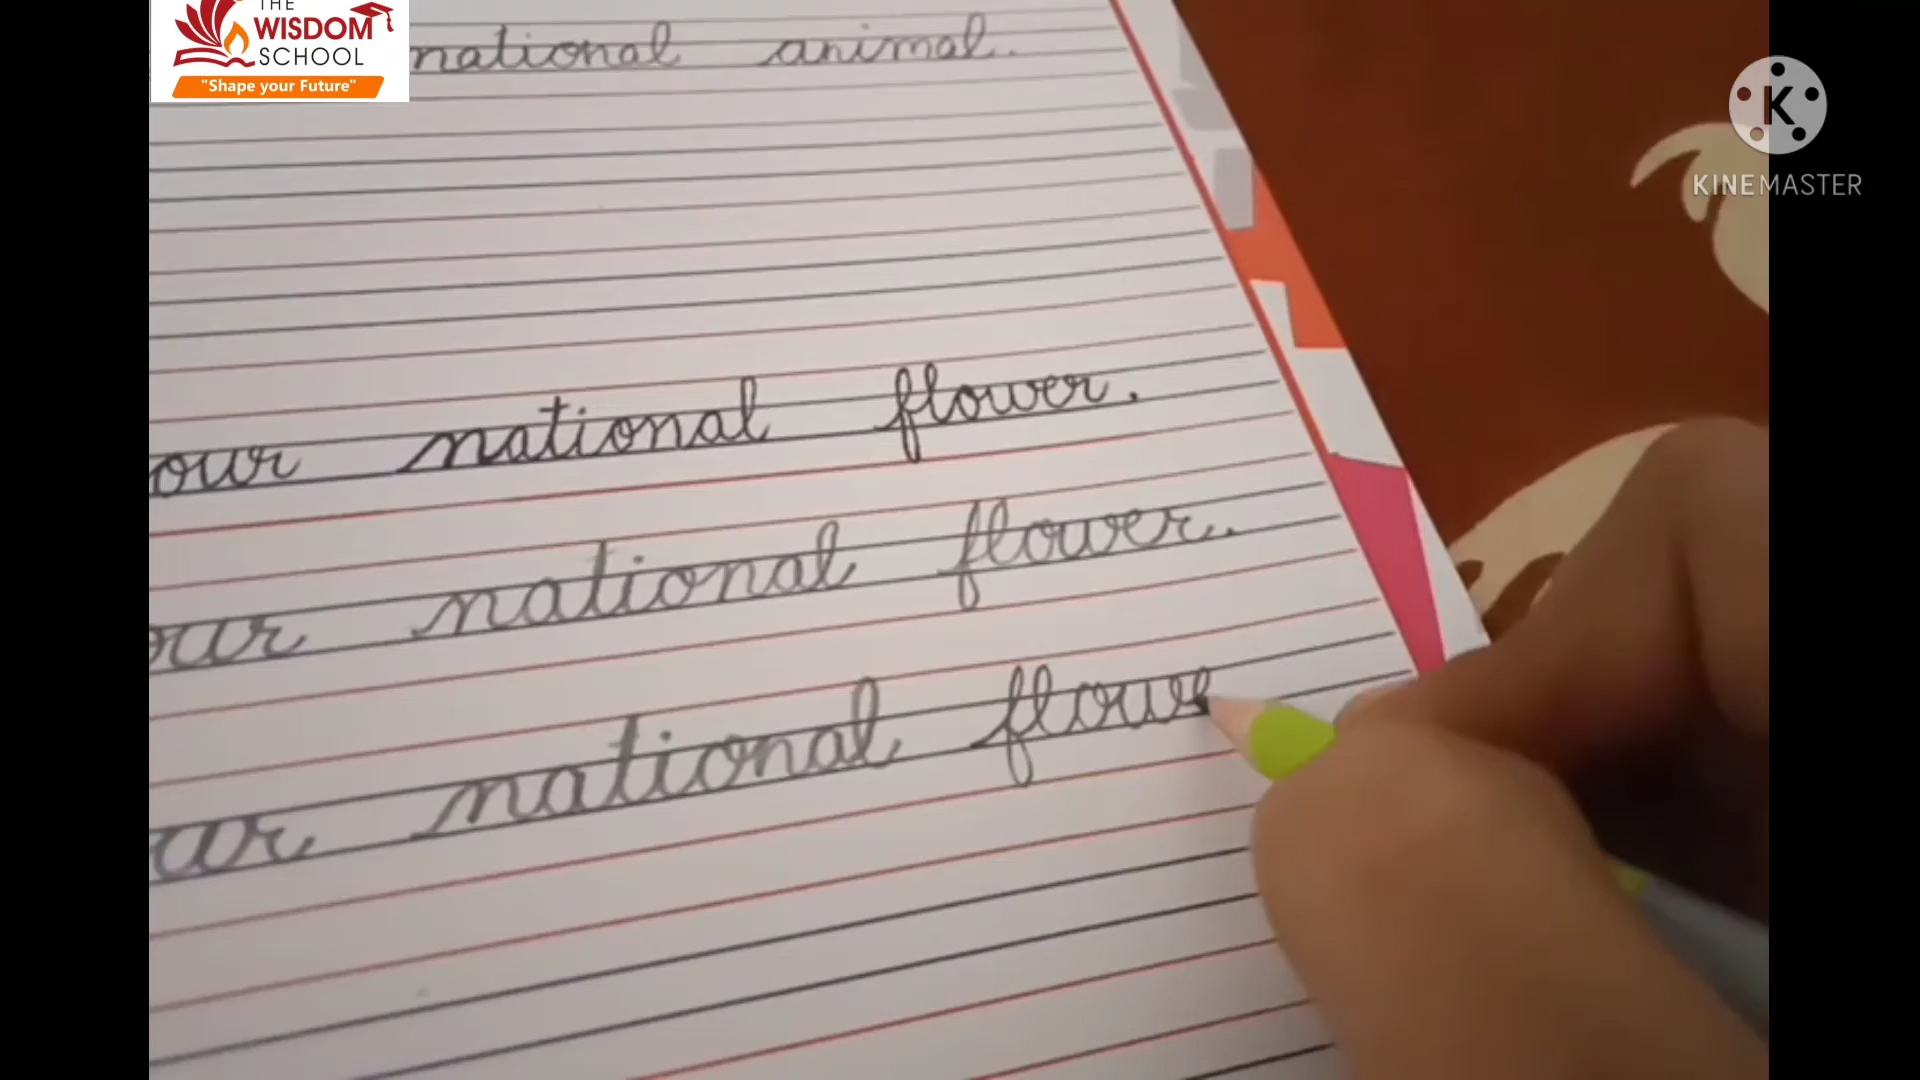 THE
WISDOM
SCHOOL
"Shape your Future"
national animal.
K
KINEMASTER
our national flower.
our national flower.
our national flowe